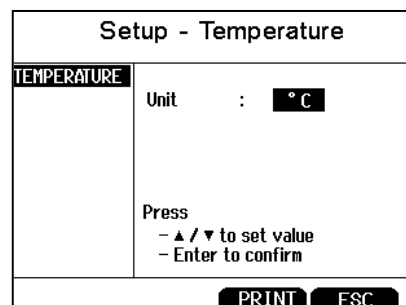 Setup - Temperature
TEMPERATURE
Unit : °C
Press
- ▲ / ▼ to set value
- Enter to confirm
PRINT ESC